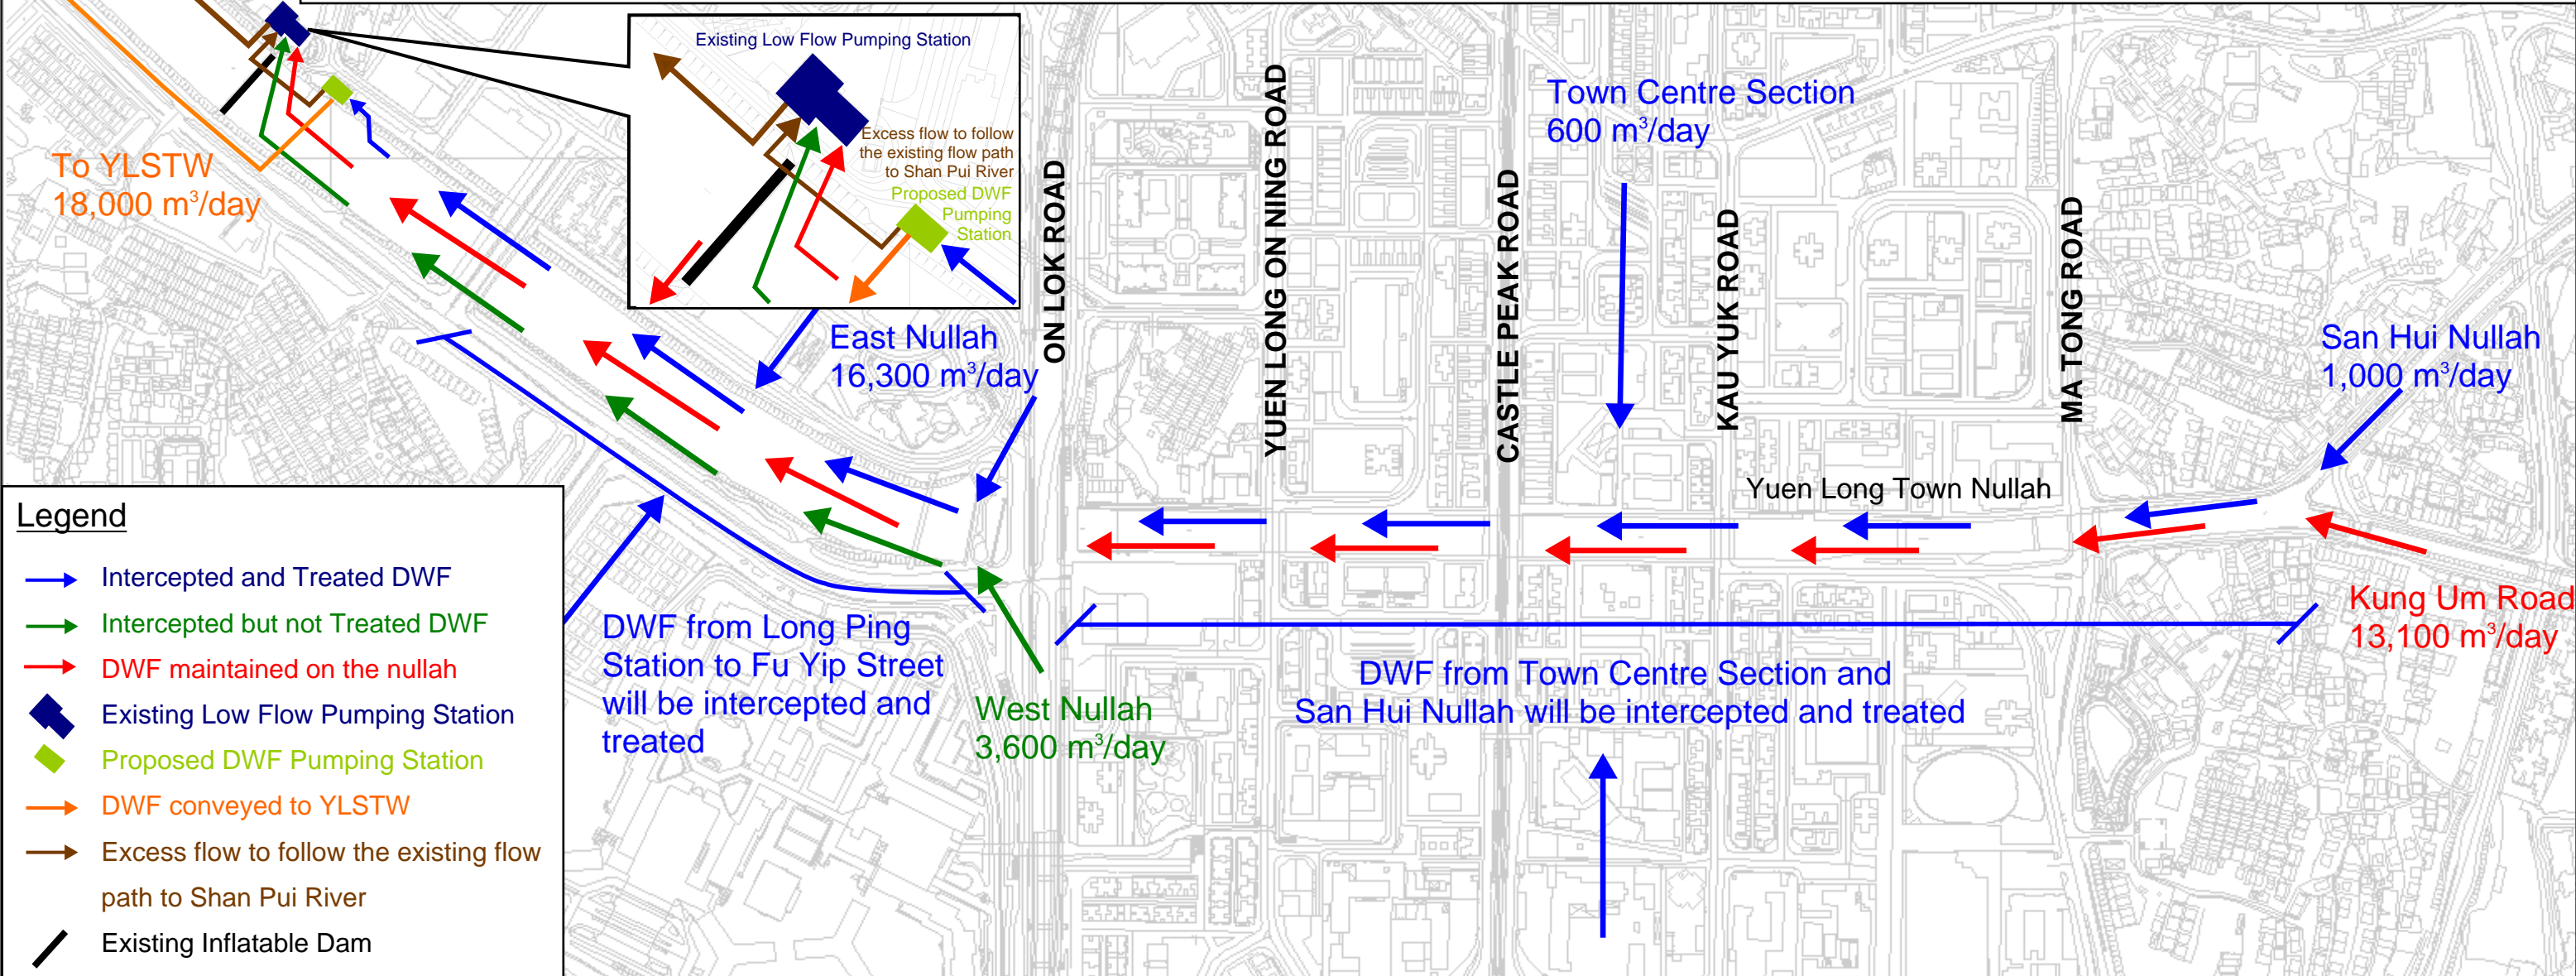 Existing Low Flow Pumping Station
Excess flow to follow
the existing flow path
to Shan Pui River
Proposed DWF
Pumping
Station
To YLSTW
18,000 m³/day
East Nullah
16,300 m³/day
ON LOK ROAD
YUEN LONG ON NING ROAD
CASTLE PEAK ROAD
Town Centre Section
600 m³/day
KAU YUK ROAD
MA TONG ROAD
San Hui Nullah
1,000 m³/day
Yuen Long Town Nullah
Kung Um Road
13,100 m³/day
DWF from Long Ping
Station to Fu Yip Street
will be intercepted and
treated
West Nullah
3,600 m³/day
DWF from Town Centre Section and
San Hui Nullah will be intercepted and treated
Legend
Intercepted and Treated DWF
Intercepted but not Treated DWF
DWF maintained on the nullah
Existing Low Flow Pumping Station
Proposed DWF Pumping Station
DWF conveyed to YLSTW
Excess flow to follow the existing flow
path to Shan Pui River
Existing Inflatable Dam